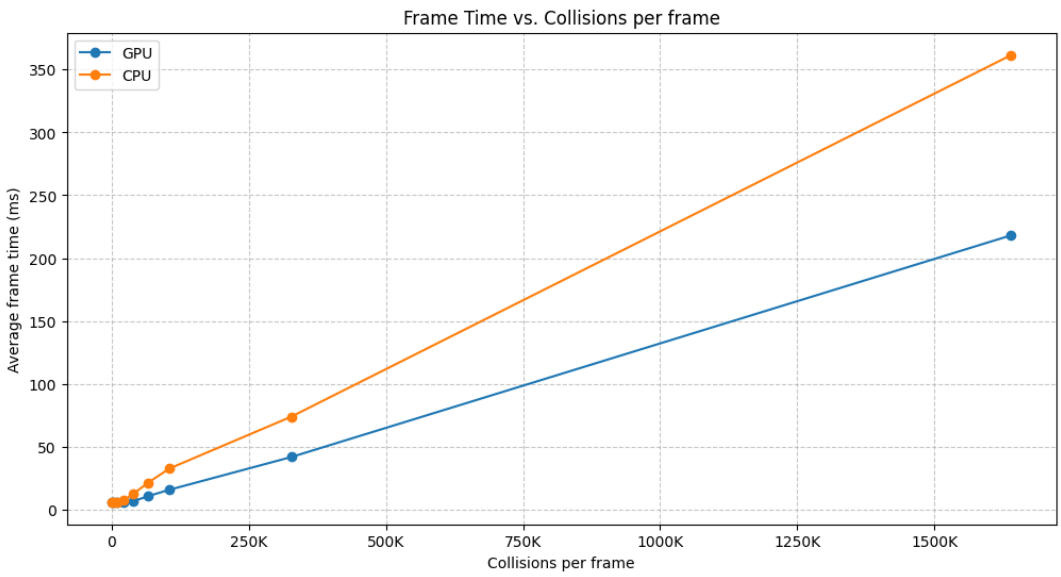 Frame Time vs. Collisions per frame
GPU
CPU
Average frame time (ms)
350
300
250
200
150
100
50
0
0 250K 500K 750K 1000K 1250K 1500K
Collisions per frame